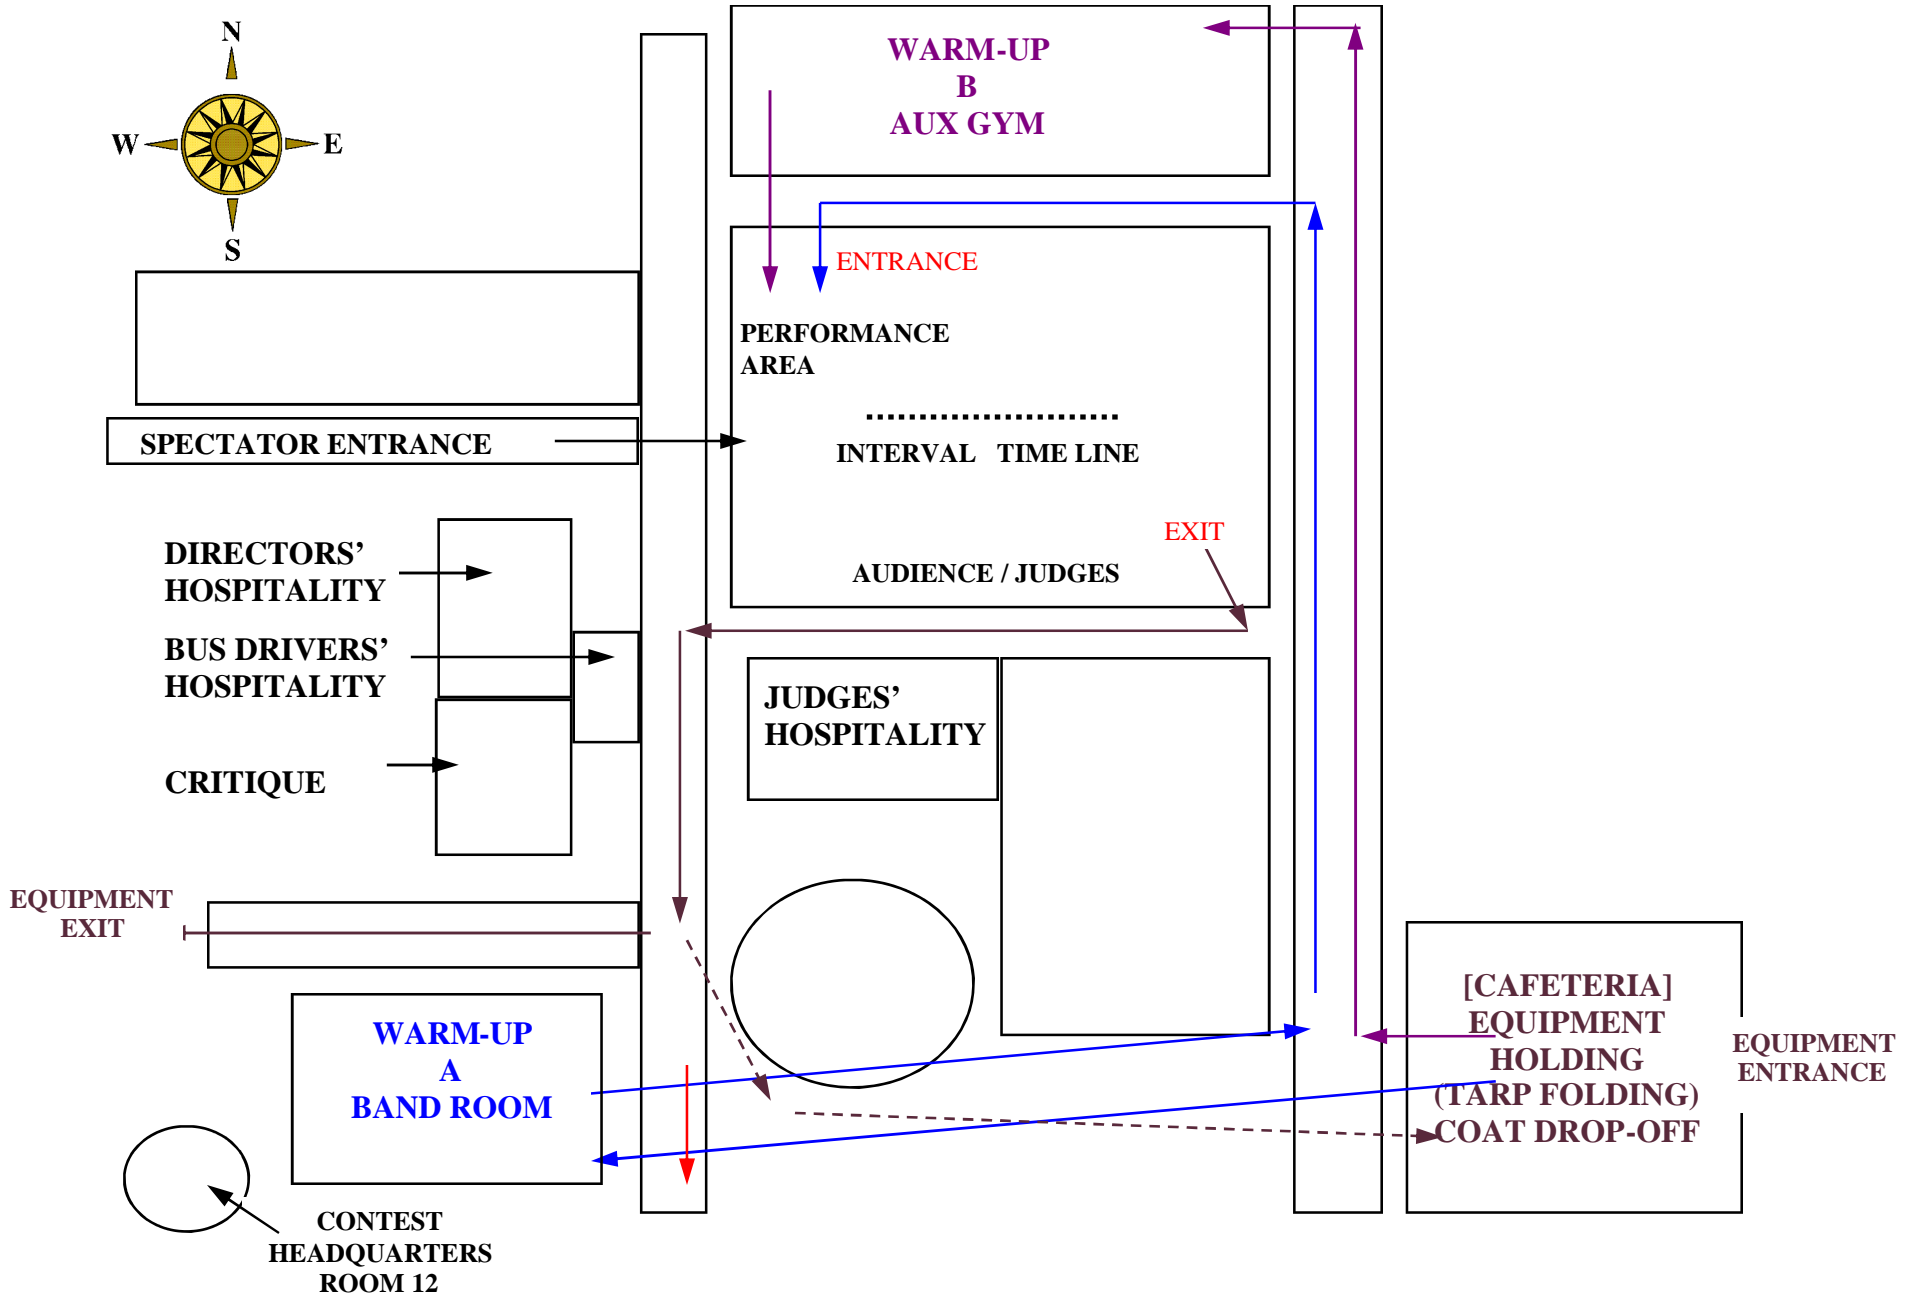 N
W
E
S
WARM-UP
B
AUX GYM
ENTRANCE
PERFORMANCE
AREA
SPECTATOR ENTRANCE
INTERVAL TIME LINE
EXIT
AUDIENCE / JUDGES
DIRECTORS’
HOSPITALITY
BUS DRIVERS’
HOSPITALITY
JUDGES’
HOSPITALITY
CRITIQUE
EQUIPMENT
EXIT
WARM-UP
A
BAND ROOM
[CAFETERIA]
EQUIPMENT
HOLDING
(TARP FOLDING)
COAT DROP-OFF
EQUIPMENT
ENTRANCE
CONTEST
HEADQUARTERS
ROOM 12